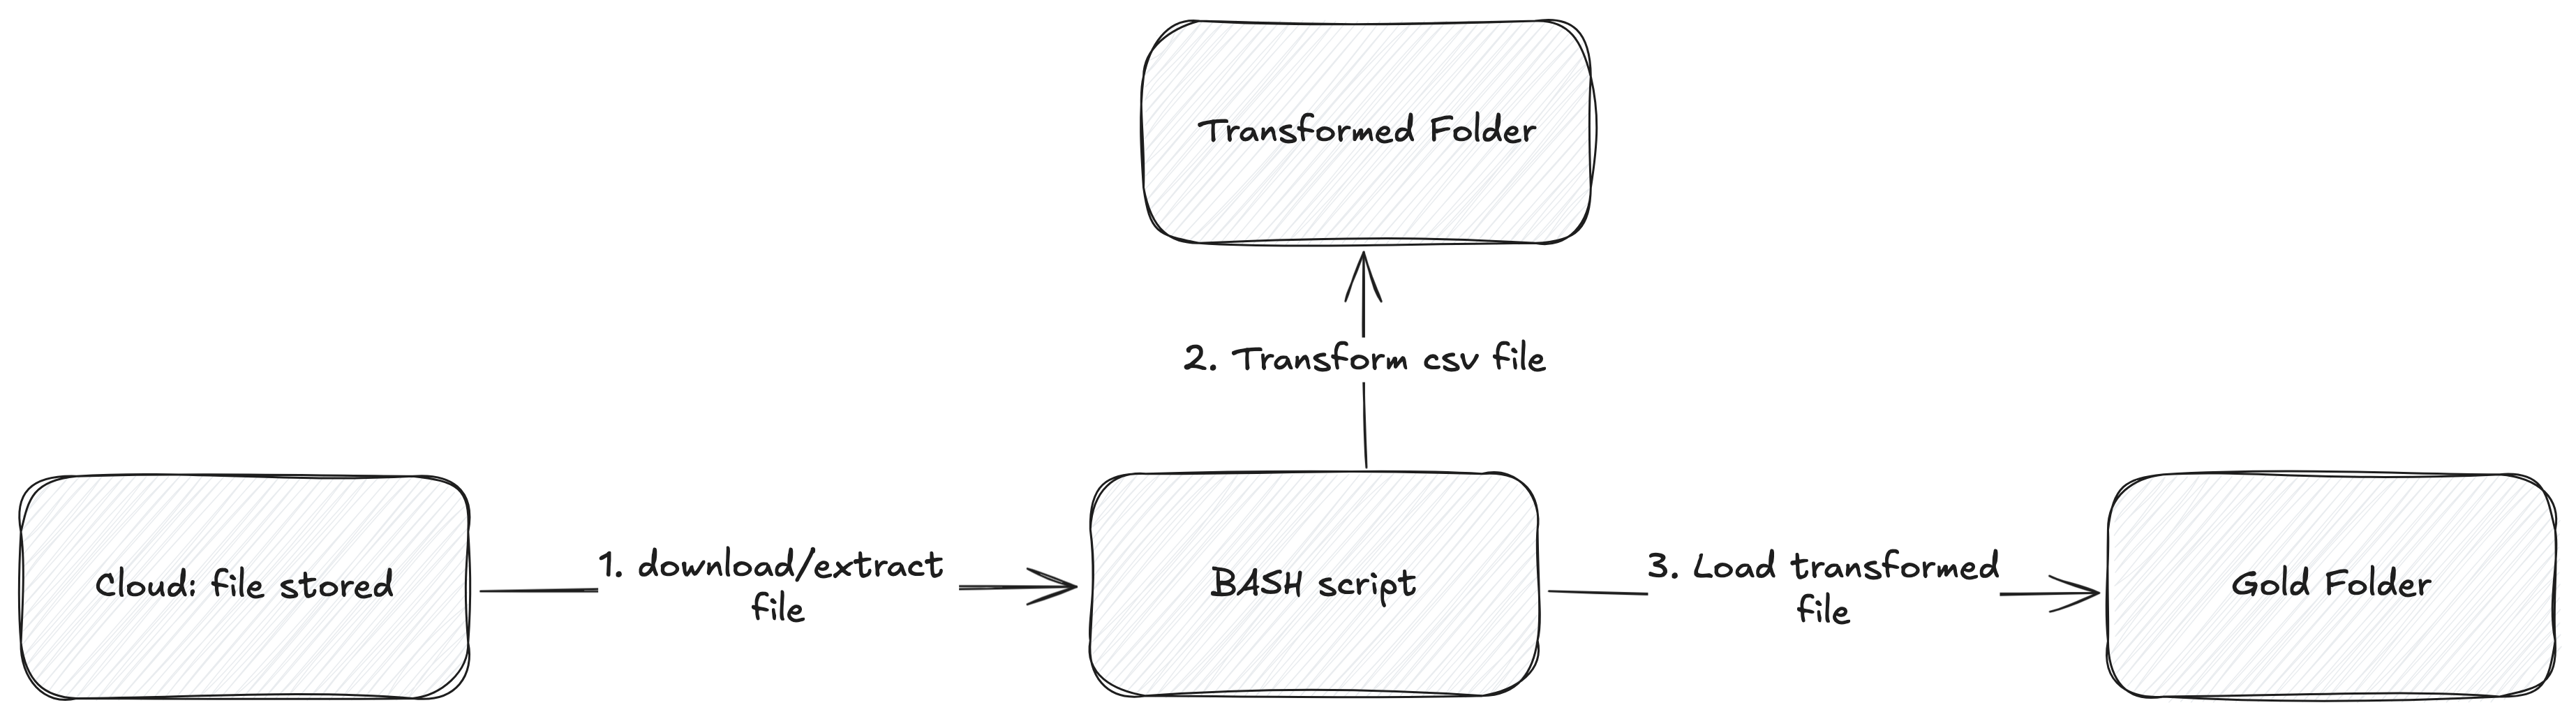 Transformed Folder
2. Transform csv file
Cloud: file stored
1. download/extract
file
BASH script
3. Load transformed
file
Gold Folder